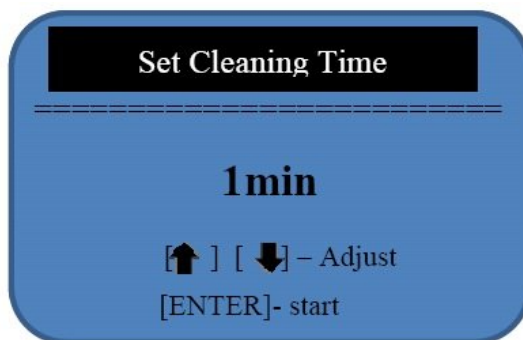 Set Cleaning Time
==========================
1min
[⬆ ] [ ⬇] – Adjust
[ENTER]- start